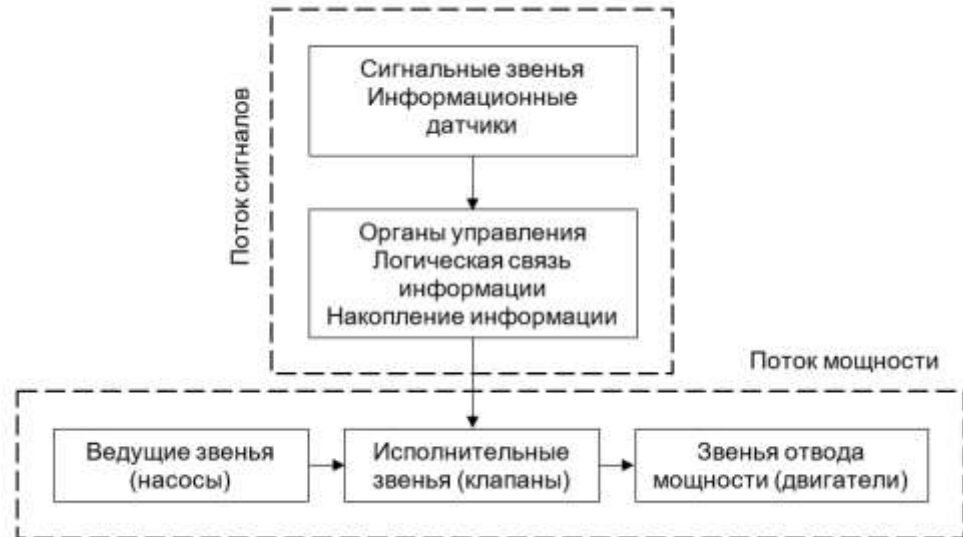 Поток сигналов
Сигнальные звенья
Информационные
датчики
Органы управления
Логическая связь
информации
Накопление информации
Поток мощности
Ведущие звенья
(насосы)
Исполнительные
звенья (клапаны)
Звенья отвода
мощности (двигатели)